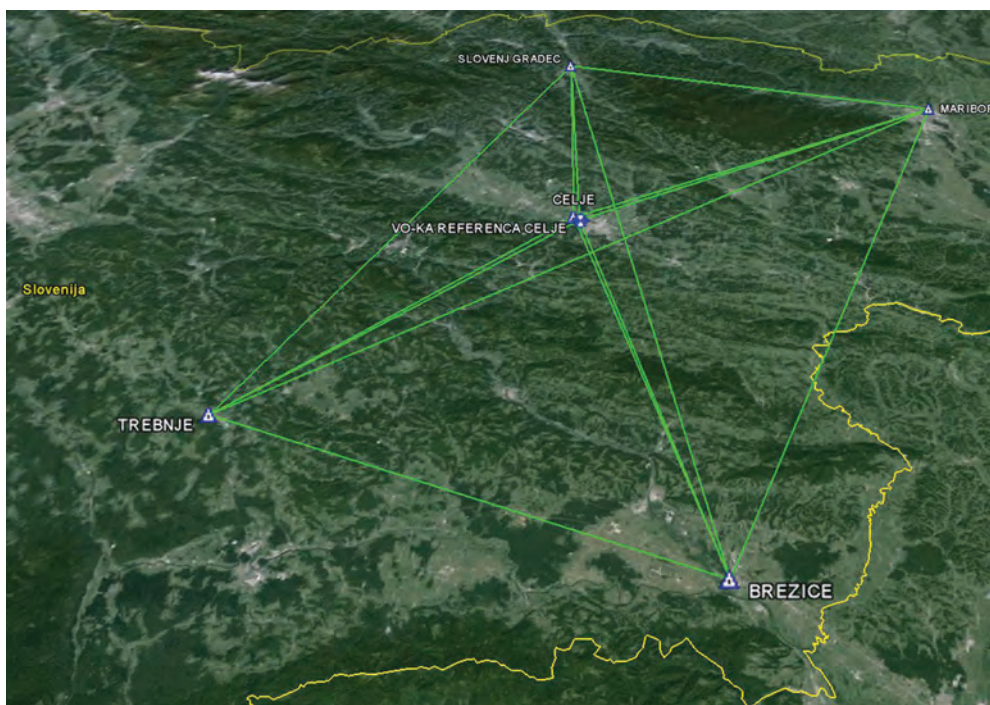 SLOVENJ GRADEC
MARIBOR
CELJE
VO-KA REFERENCA CELJE
Slovenija
TREBNJE
BREZICE